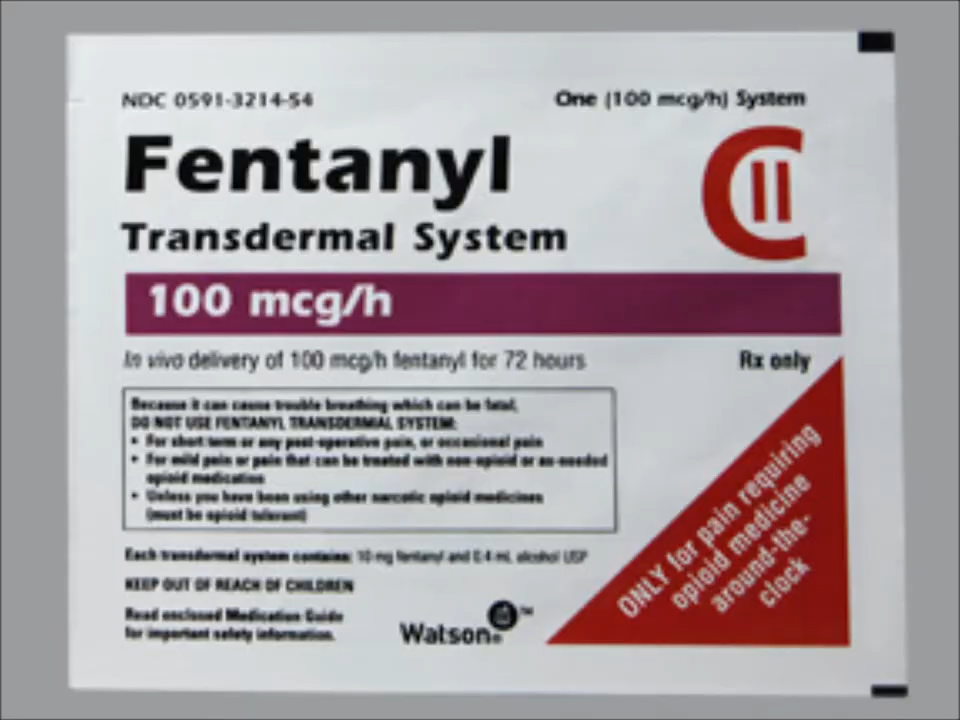 NDC 0591-3214-54
One (100 mcg/h) System
Fentanyl
CII
Transdermal System
100 mcg/h
In vivo delivery of 100 mcg/h fentanyl for 72 hours
Rx only
Because it can cause trouble breathing which can be fatal,
DO NOT USE FENTANYL TRANSDERMAL SYSTEM:
• For short term or any post-operative pain, or occasional pain
• For mild pain or pain that can be treated with non-opioid or as-needed
opioid medication
• Unless you have been using other narcotic opioid medicines
(must be opioid tolerant)
ONLY for pain requiring
opioid medicine
around-the-
clock
Each transdermal system contains: 10 mg fentanyl and 0.4 mL alcohol USP
KEEP OUT OF REACH OF CHILDREN
Read enclosed Medication Guide
for important safety information.
Watson®™